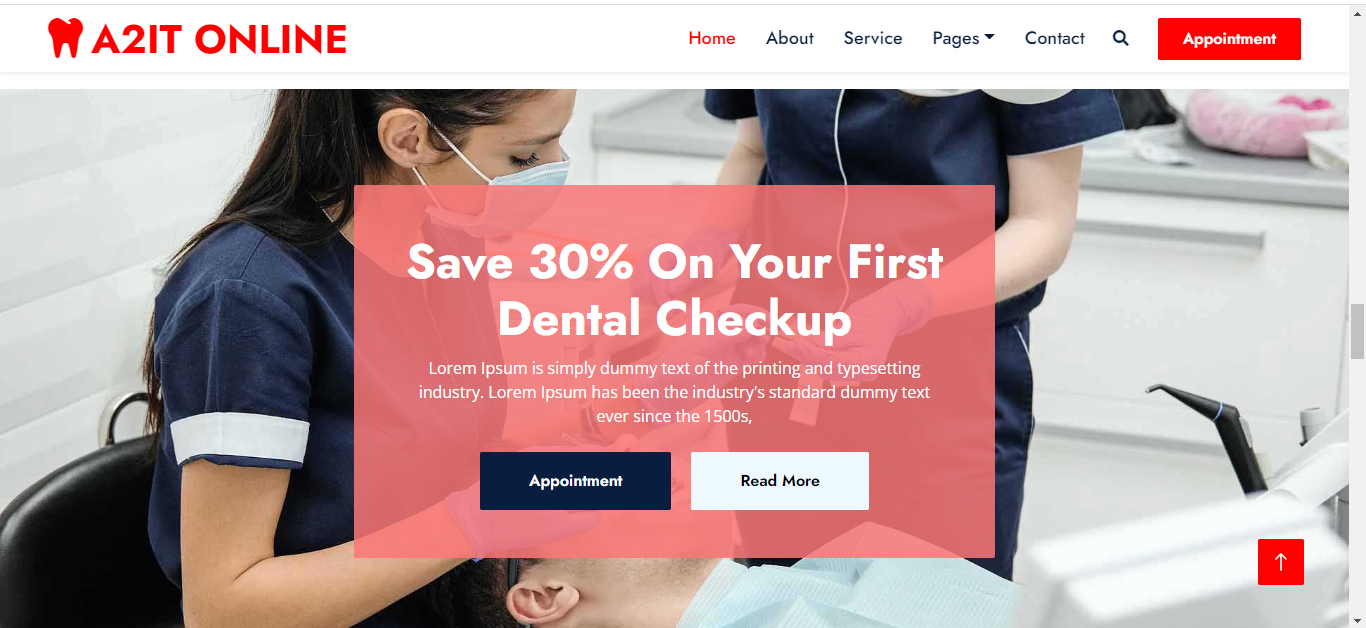 A2IT ONLINE
Home About Service Pages Contact Appointment
Save 30% On Your First
Dental Checkup
Lorem Ipsum is simply dummy text of the printing and typesetting
industry. Lorem Ipsum has been the industry's standard dummy text
ever since the 1500s,
Appointment Read More